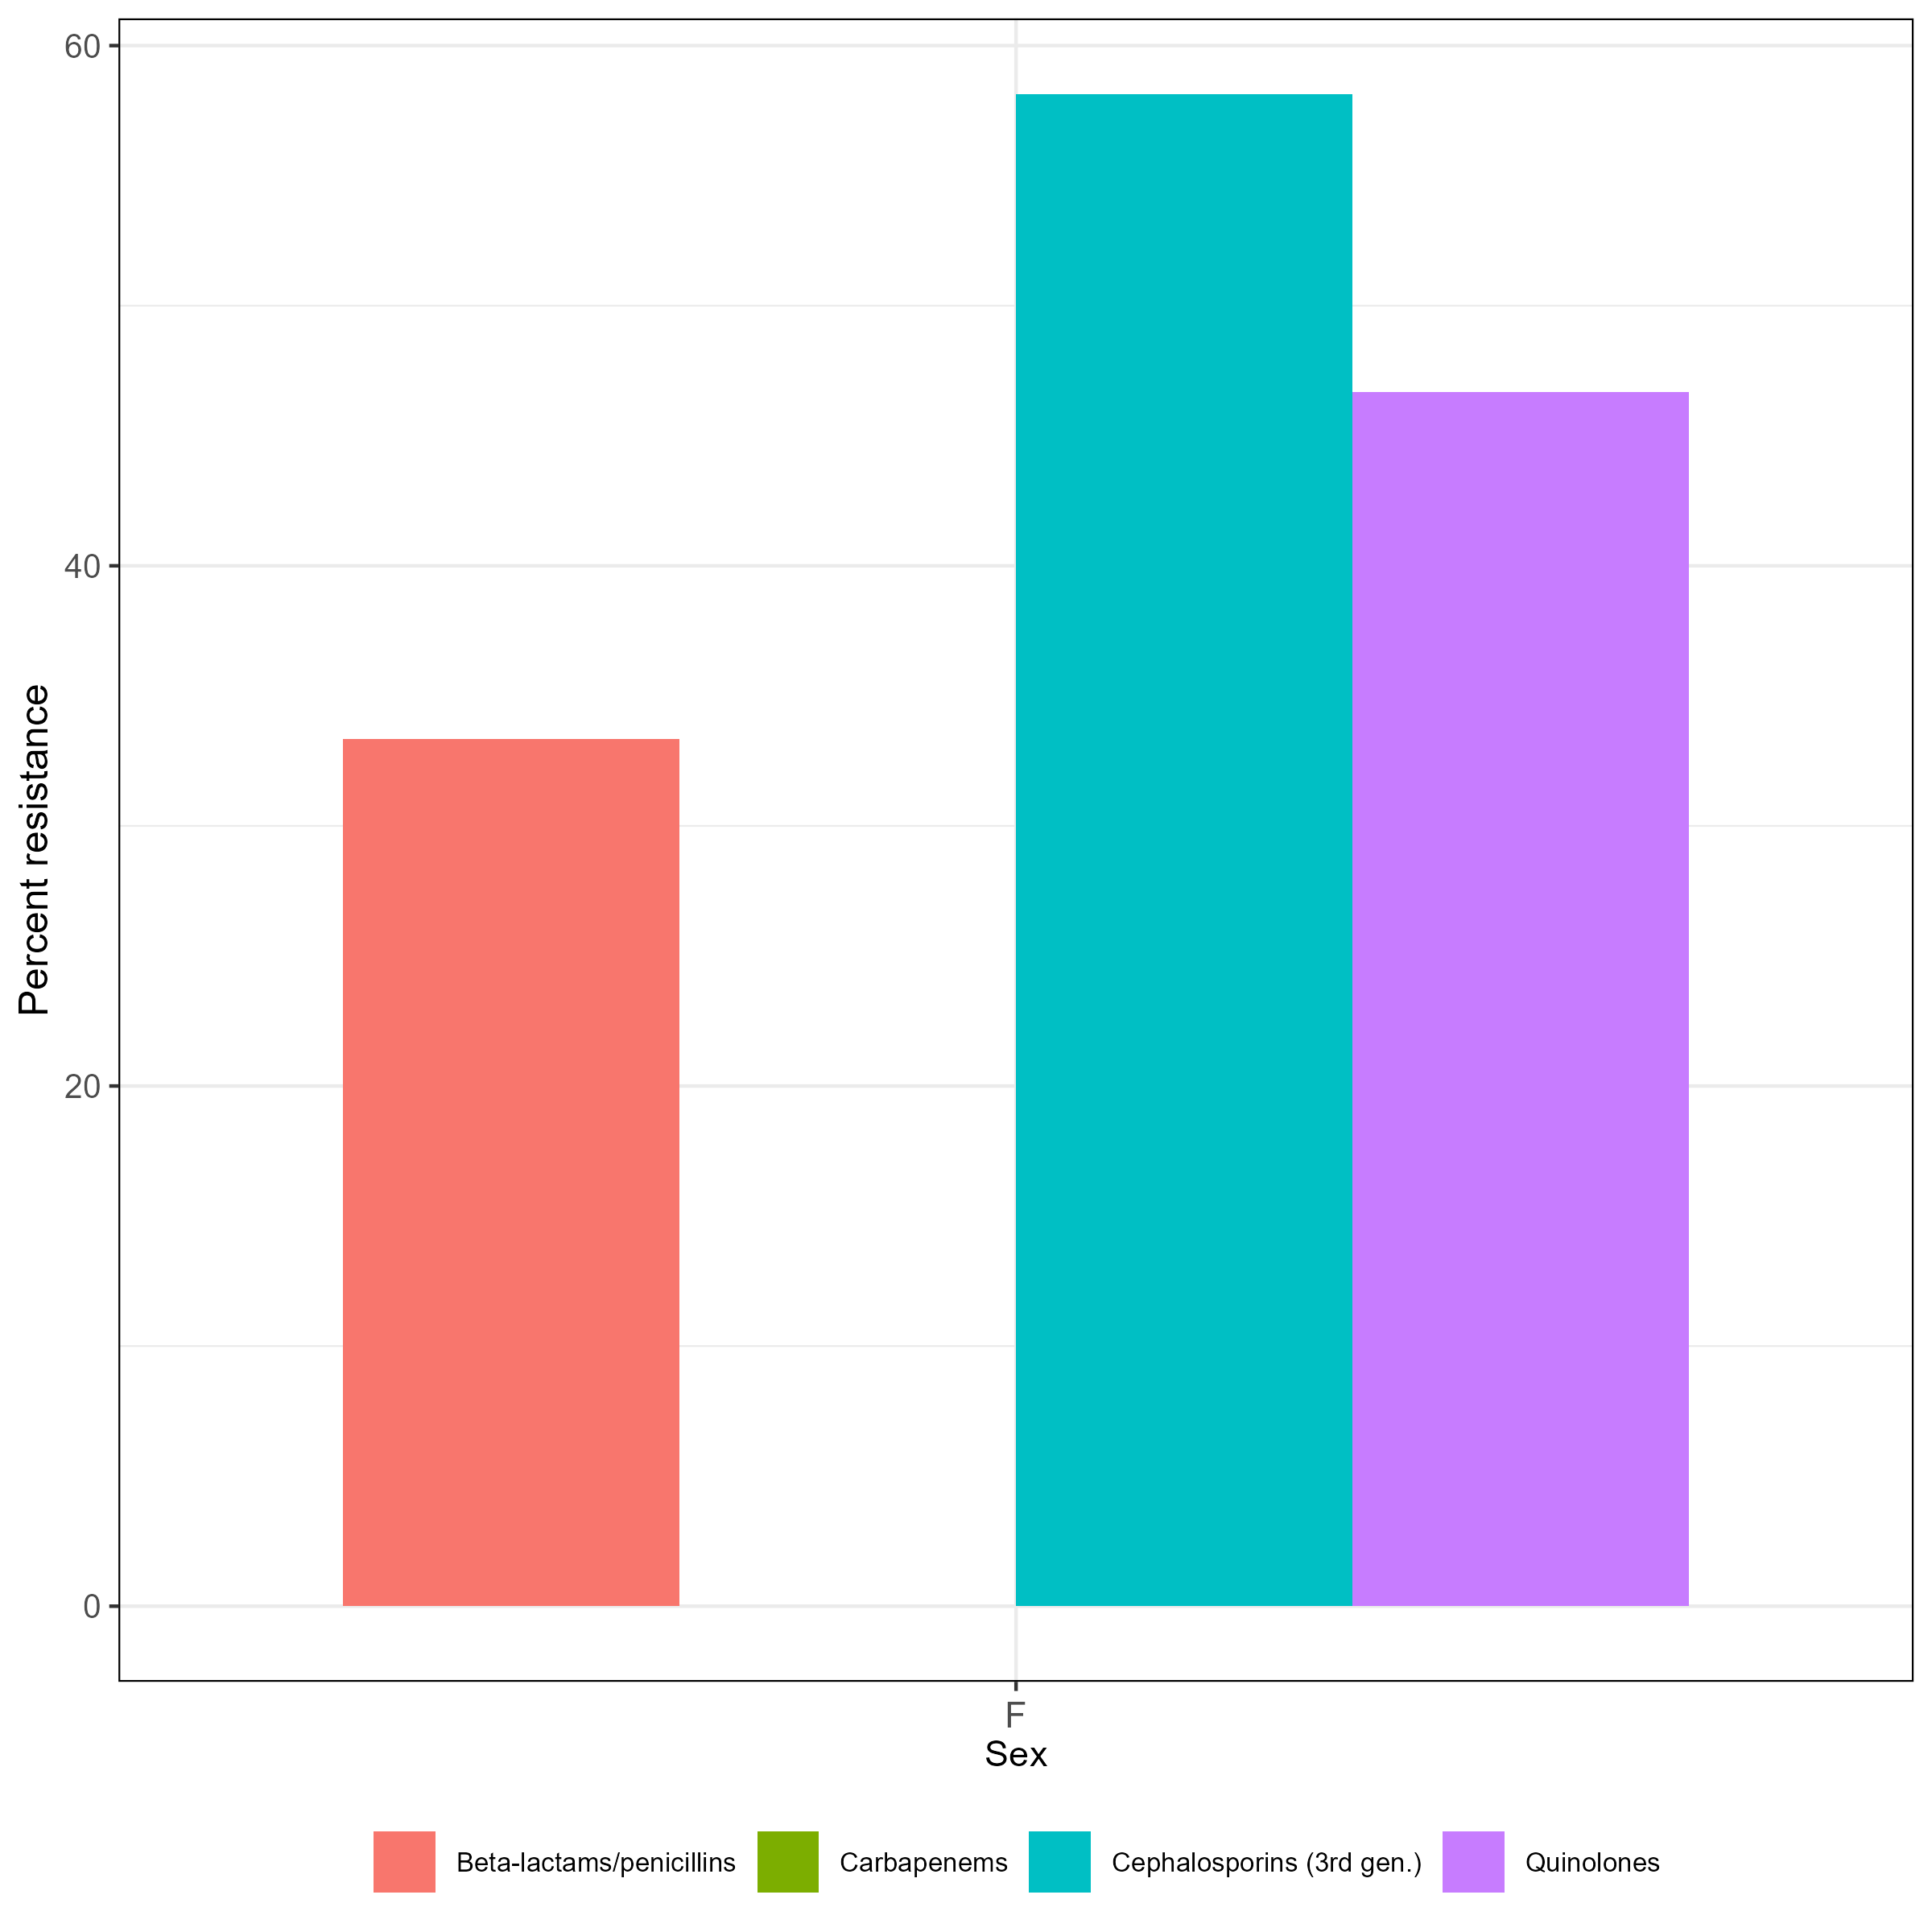 60
40
20
0
Percent resistance
F
Sex
Beta-lactams/penicillins Carbapenems Cephalosporins (3rd gen.) Quinolones